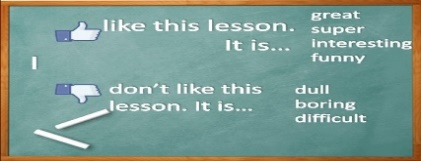 like this lesson.
It is...
great
super
interesting
funny
I
don't like this
lesson. It is...
dull
boring
difficult